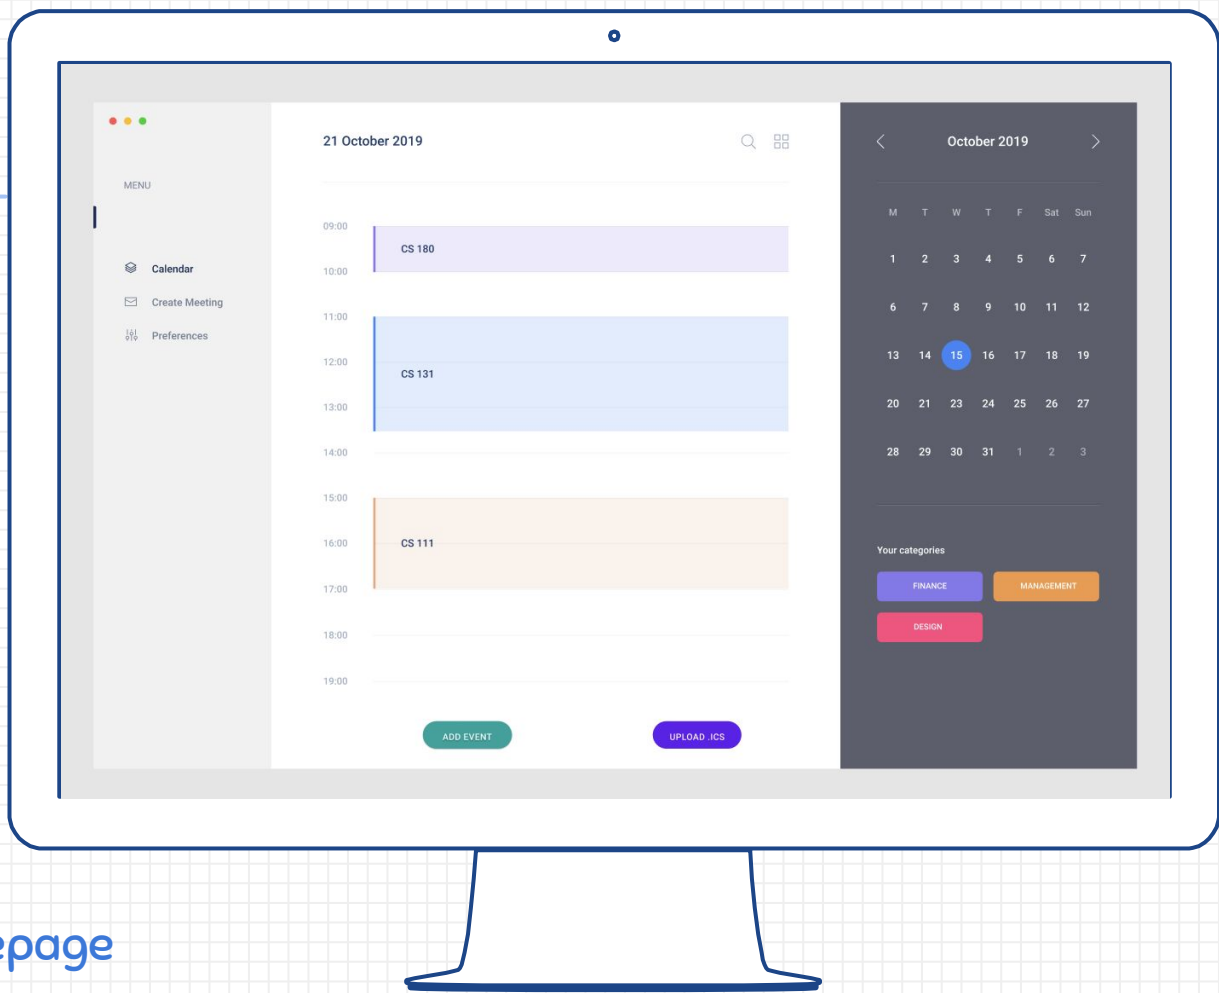 MENU
Calendar
Create Meeting
Preferences
21 October 2019
09:00
CS 180
10:00
11:00
12:00
CS 131
13:00
14:00
15:00
16:00
CS 111
17:00
18:00
19:00
ADD EVENT
UPLOAD .ICS
October 2019
M T W T F Sat Sun
1 2 3 4 5 6 7
6 7 8 9 10 11 12
13 14 15 16 17 18 19
20 21 23 24 25 26 27
28 29 30 31 1 2 3
Your categories
FINANCE
MANAGEMENT
DESIGN
epage